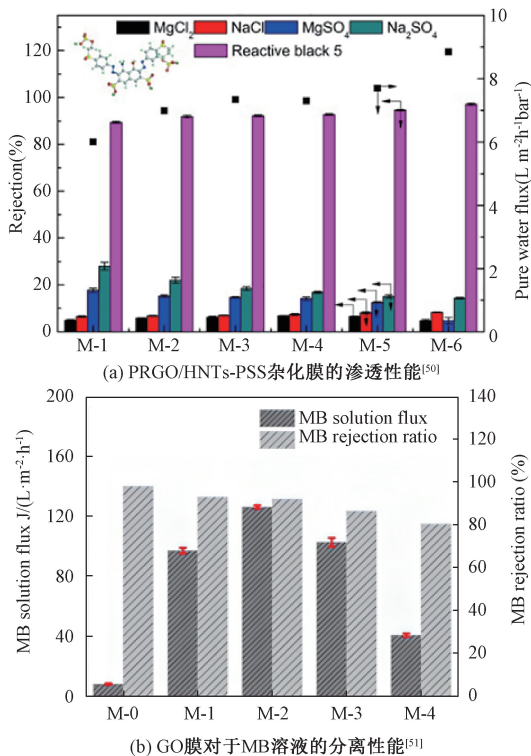 MgCl₂ NaCl MgSO₄ Na₂SO₄
Reactive black 5
Rejection(%)
120
100
80
60
40
20
0
Pure water flux(L m⁻²h⁻¹bar⁻¹)
10
8
6
4
2
0
M-1 M-2 M-3 M-4 M-5 M-6
(a) PRGO/HNTs-PSS杂化膜的渗透性能[50]
MB solution flux
MB rejection ratio
MB solution flux J/(L·m⁻²·h⁻¹)
200
160
120
80
40
0
MB rejection ratio (%)
140
120
100
80
60
40
20
0
M-0 M-1 M-2 M-3 M-4
(b) GO膜对于MB溶液的分离性能[51]